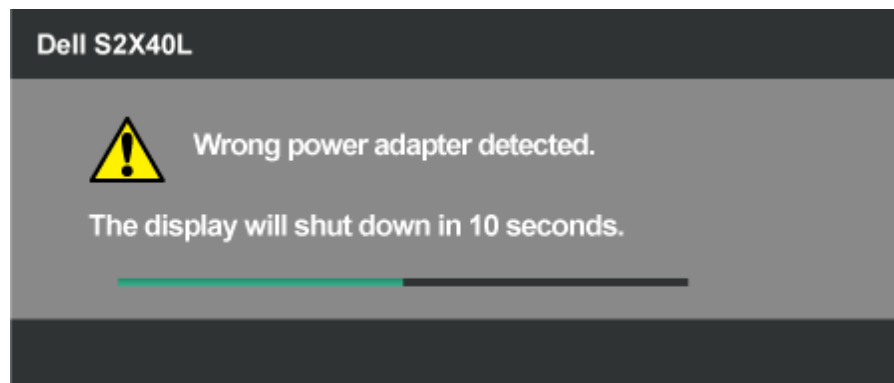 Dell S2X40L
Wrong power adapter detected.
The display will shut down in 10 seconds.